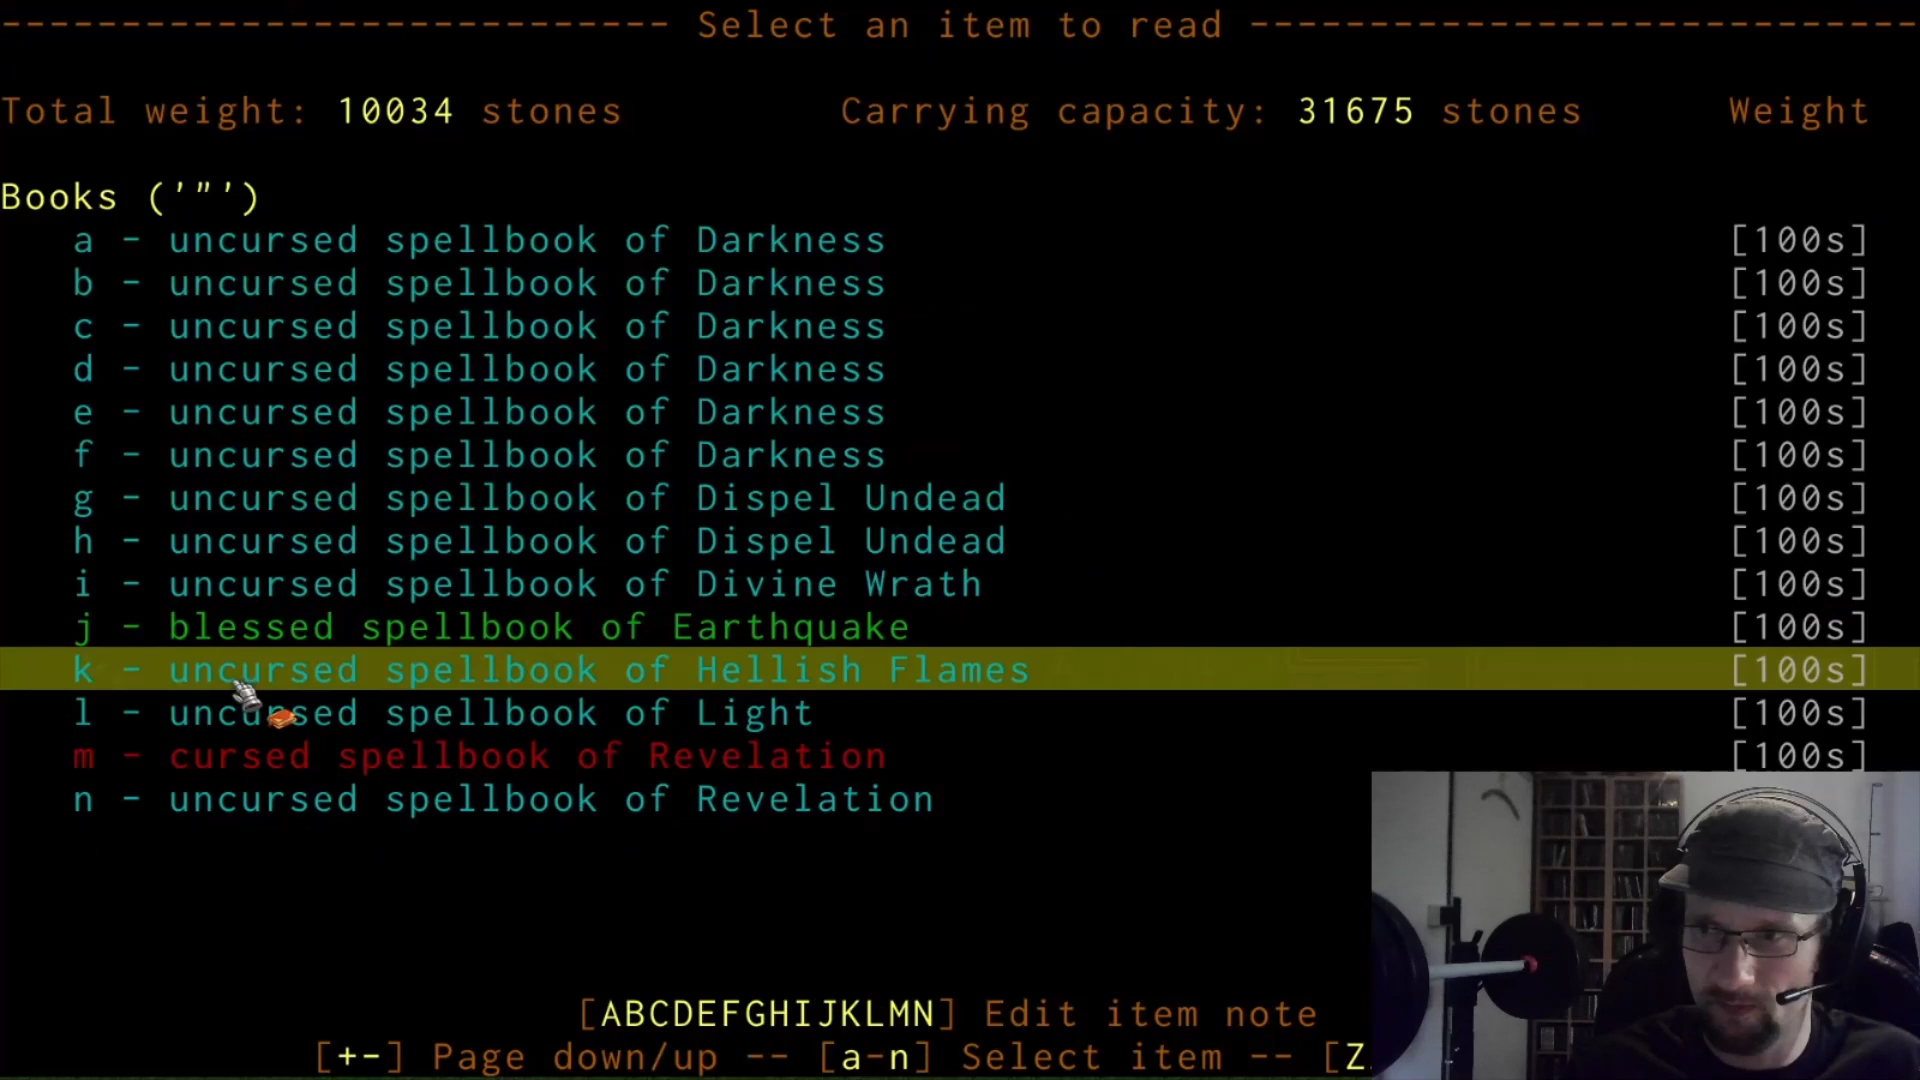 ---------------------------- Select an item to read ----------------------------
Total weight: 10034 stones Carrying capacity: 31675 stones Weight
Books ('"')
a - uncursed spellbook of Darkness [100s]
b - uncursed spellbook of Darkness [100s]
c - uncursed spellbook of Darkness [100s]
d - uncursed spellbook of Darkness [100s]
e - uncursed spellbook of Darkness [100s]
f - uncursed spellbook of Darkness [100s]
g - uncursed spellbook of Dispel Undead [100s]
h - uncursed spellbook of Dispel Undead [100s]
i - uncursed spellbook of Divine Wrath [100s]
j - blessed spellbook of Earthquake [100s]
k - uncursed spellbook of Hellish Flames [100s]
l - uncursed spellbook of Light [100s]
m - cursed spellbook of Revelation [100s]
n - uncursed spellbook of Revelation
[ABCDEFGHIJKLMN] Edit item note
[+-] Page down/up -- [a-n] Select item -- [Z